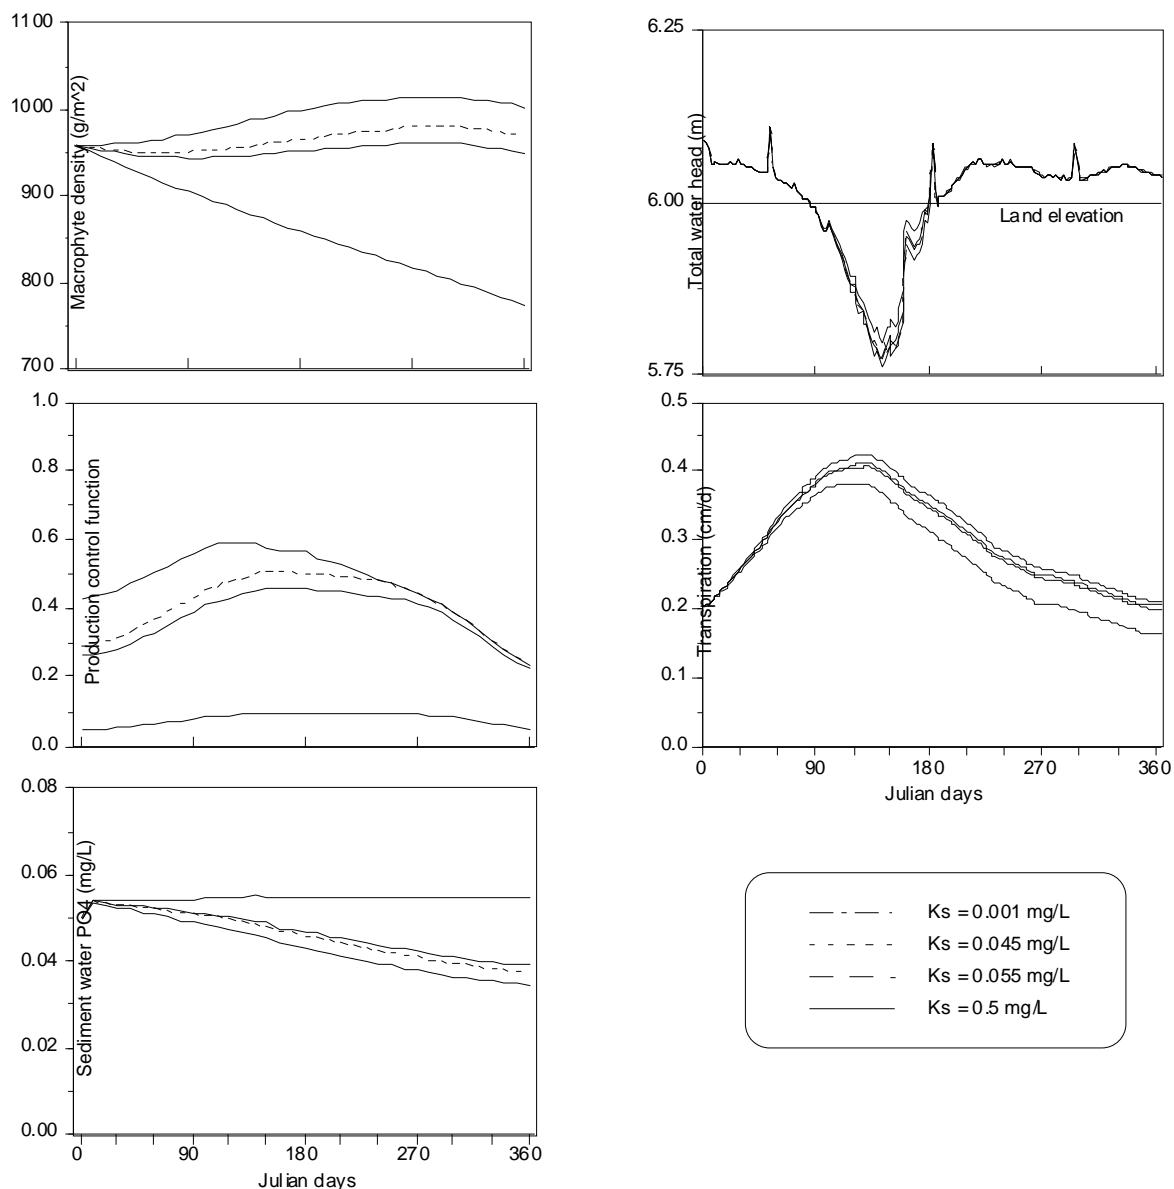 1100
1000
900
800
700
Macrophyte density (g/m^2)
6.25
6.00
5.75
Total water head (m)
Land elevation
1.0
0.8
0.6
0.4
0.2
0.0
Production control function
0.5
0.4
0.3
0.2
0.1
0.0
Transpiration (cm/d)
0 90 180 270 360
Julian days
0.08
0.06
0.04
0.02
0.00
Sediment water PO4 (mg/L)
0 90 180 270 360
Julian days
Ks = 0.001 mg/L
Ks = 0.045 mg/L
Ks = 0.055 mg/L
Ks = 0.5 mg/L